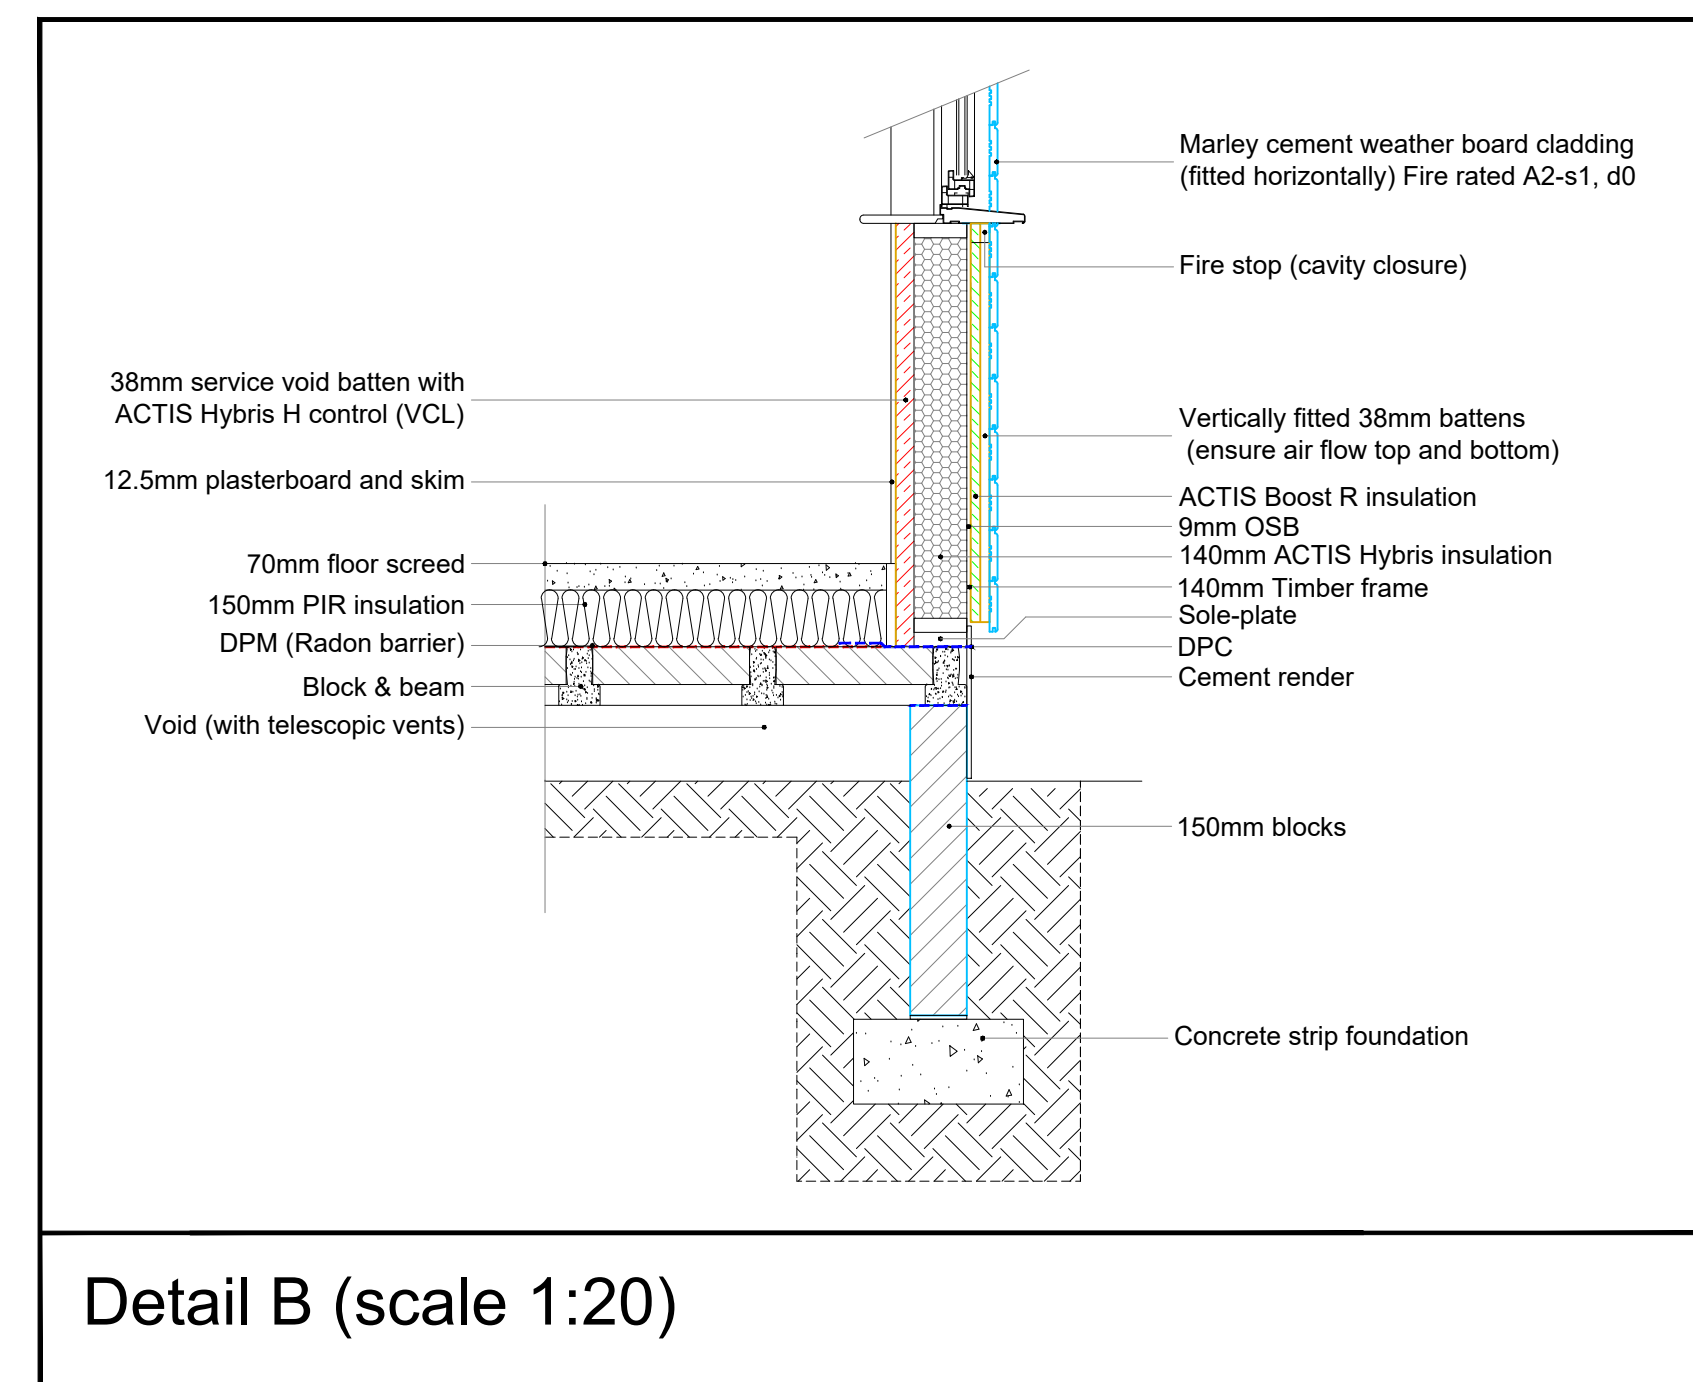 Marley cement weather board cladding
(fitted horizontally) Fire rated A2-s1, d0
Fire stop (cavity closure)
38mm service void batten with
ACTIS Hybris H control (VCL)
12.5mm plasterboard and skim
70mm floor screed
150mm PIR insulation
DPM (Radon barrier)
Block & beam
Void (with telescopic vents)
Vertically fitted 38mm battens
(ensure air flow top and bottom)
ACTIS Boost R insulation
9mm OSB
140mm ACTIS Hybris insulation
140mm Timber frame
Sole-plate
DPC
Cement render
150mm blocks
Concrete strip foundation
Detail B (scale 1:20)